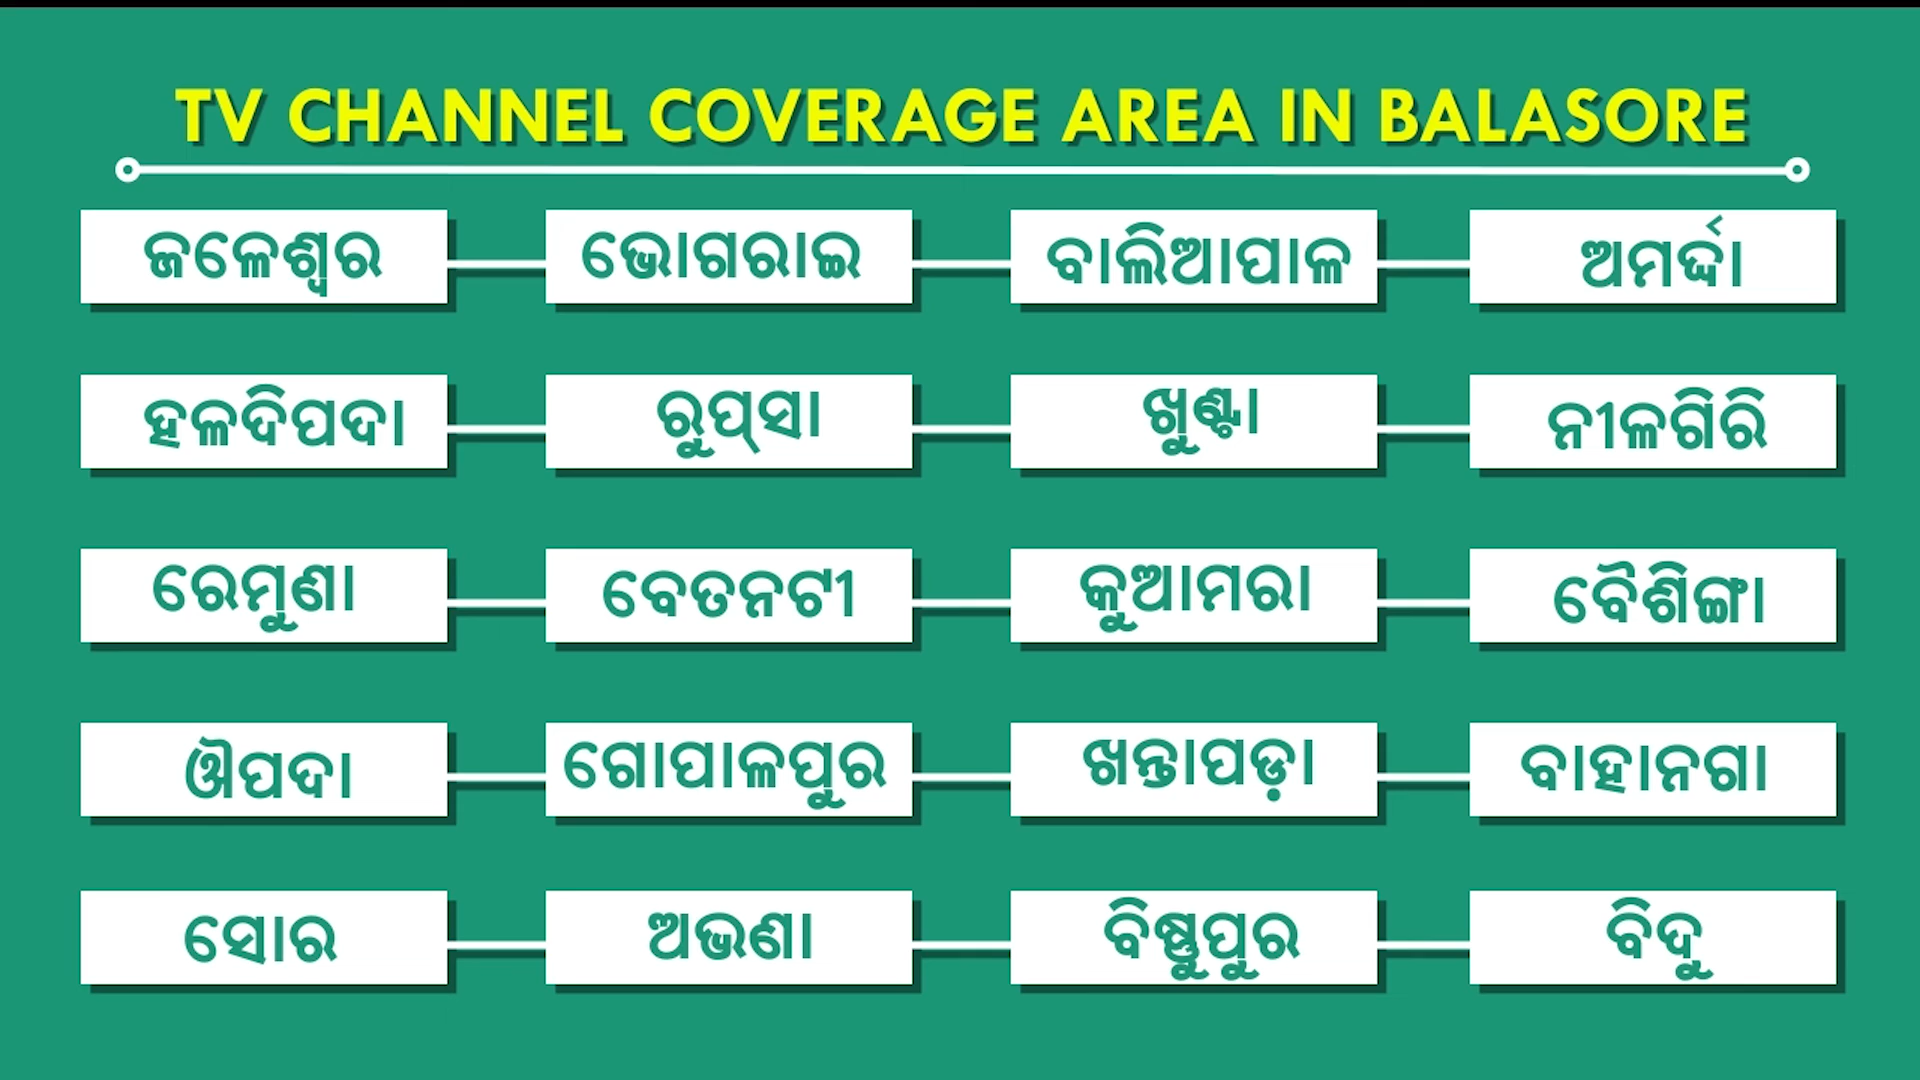 TV CHANNEL COVERAGE AREA IN BALASORE
ଜଳେଶ୍ୱର ଭୋଗରାଇ ବାଲିଆପାଳ ଅମର୍ଦ୍ଦା
ହଳଦିପଦା ରୁପ୍‌ସା ଖୁଣ୍ଟା ନୀଳଗିରି
ରେମୁଣା ବେତନଟୀ କୁଆମରା ବୈଶିଙ୍ଗା
ଔପଦା ଗୋପାଳପୁର ଖନ୍ତାପଡ଼ା ବାହାନଗା
ସୋର ଅଭଣା ବିଷ୍ଣୁପୁର ବିଦୁ